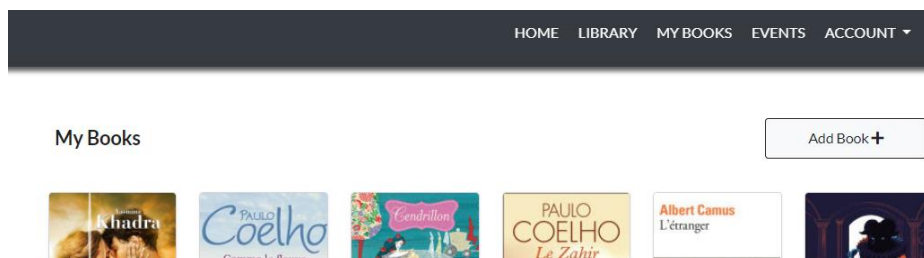 HOME LIBRARY MY BOOKS EVENTS ACCOUNT
My Books
Add Book
Khadra
PAULO
Coelho
Cendrillon
PAULO
COELHO
Le Zahir
Albert Camus
L'étranger